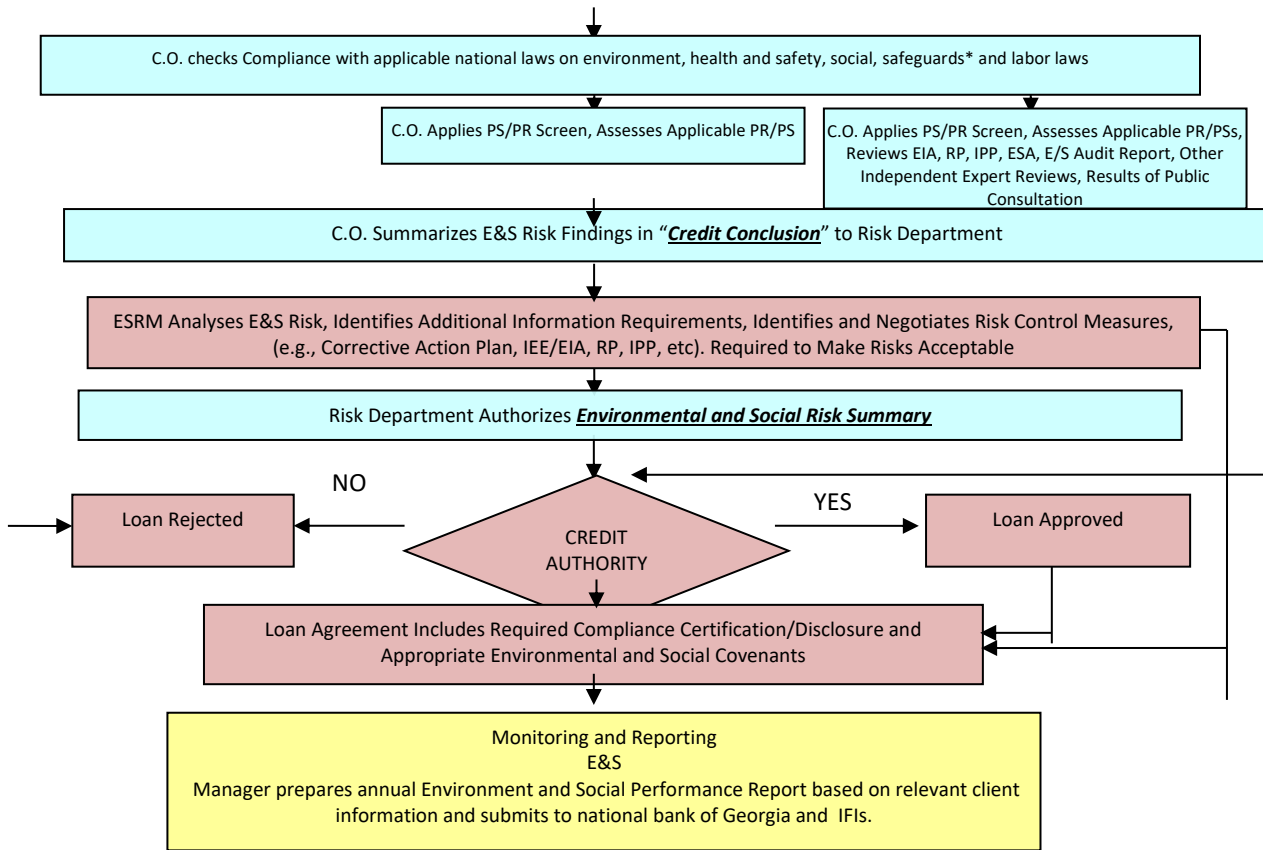 C.O. checks Compliance with applicable national laws on environment, health and safety, social, safeguards* and labor laws
C.O. Applies PS/PR Screen, Assesses Applicable PR/PS
C.O. Applies PS/PR Screen, Assesses Applicable PR/PSs,
Reviews EIA, RP, IPP, ESA, E/S Audit Report, Other
Independent Expert Reviews, Results of Public
Consultation
C.O. Summarizes E&S Risk Findings in “Credit Conclusion” to Risk Department
ESRM Analyses E&S Risk, Identifies Additional Information Requirements, Identifies and Negotiates Risk Control Measures,
(e.g., Corrective Action Plan, IEE/EIA, RP, IPP, etc). Required to Make Risks Acceptable
Risk Department Authorizes Environmental and Social Risk Summary
NO
YES
Loan Rejected
CREDIT
AUTHORITY
Loan Approved
Loan Agreement Includes Required Compliance Certification/Disclosure and
Appropriate Environmental and Social Covenants
Monitoring and Reporting
E&S
Manager prepares annual Environment and Social Performance Report based on relevant client
information and submits to national bank of Georgia and IFIs.